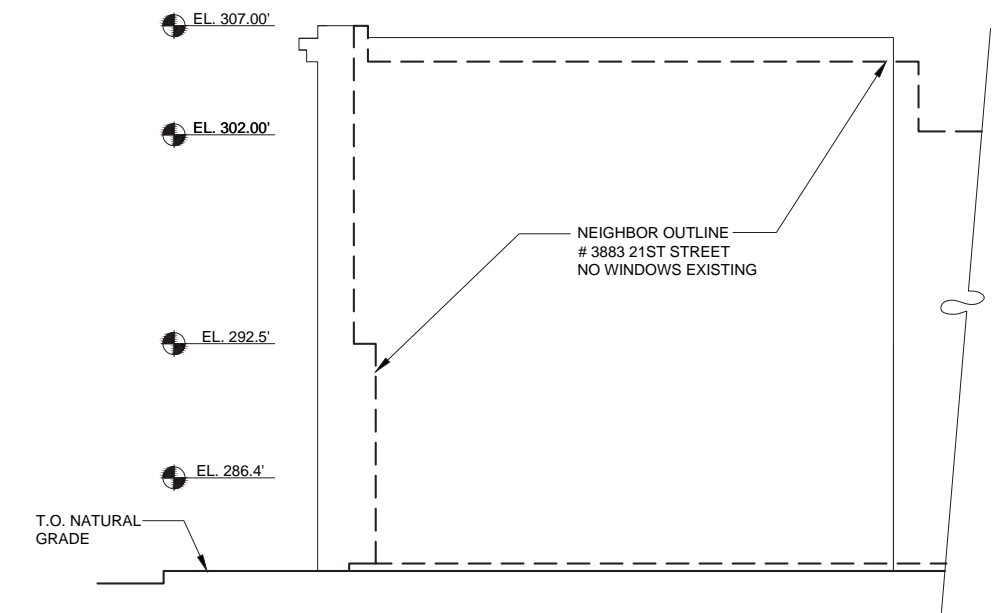 EL. 307.00'
EL. 302.00'
NEIGHBOR OUTLINE
# 3883 21ST STREET
NO WINDOWS EXISTING
EL. 292.5'
EL. 286.4'
T.O. NATURAL
GRADE